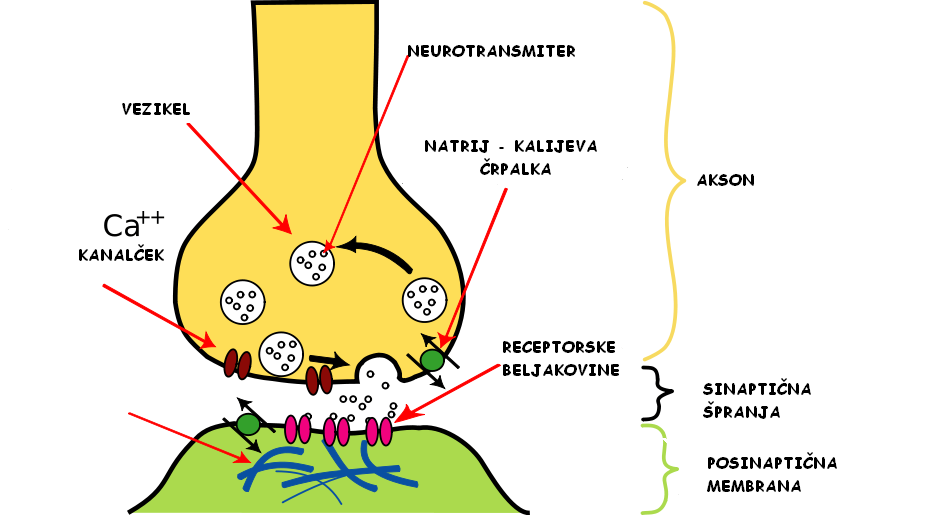 NEUROTRANSMITER
VEZIKEL
NATRIJ - KALIJEVA
ČRPALKA
AKSON
Ca++
KANALČEK
RECEPTORSKE
BELJAKOVINE
SINAPTIČNA
ŠPRANJA
POSINAPTIČNA
MEMBRANA